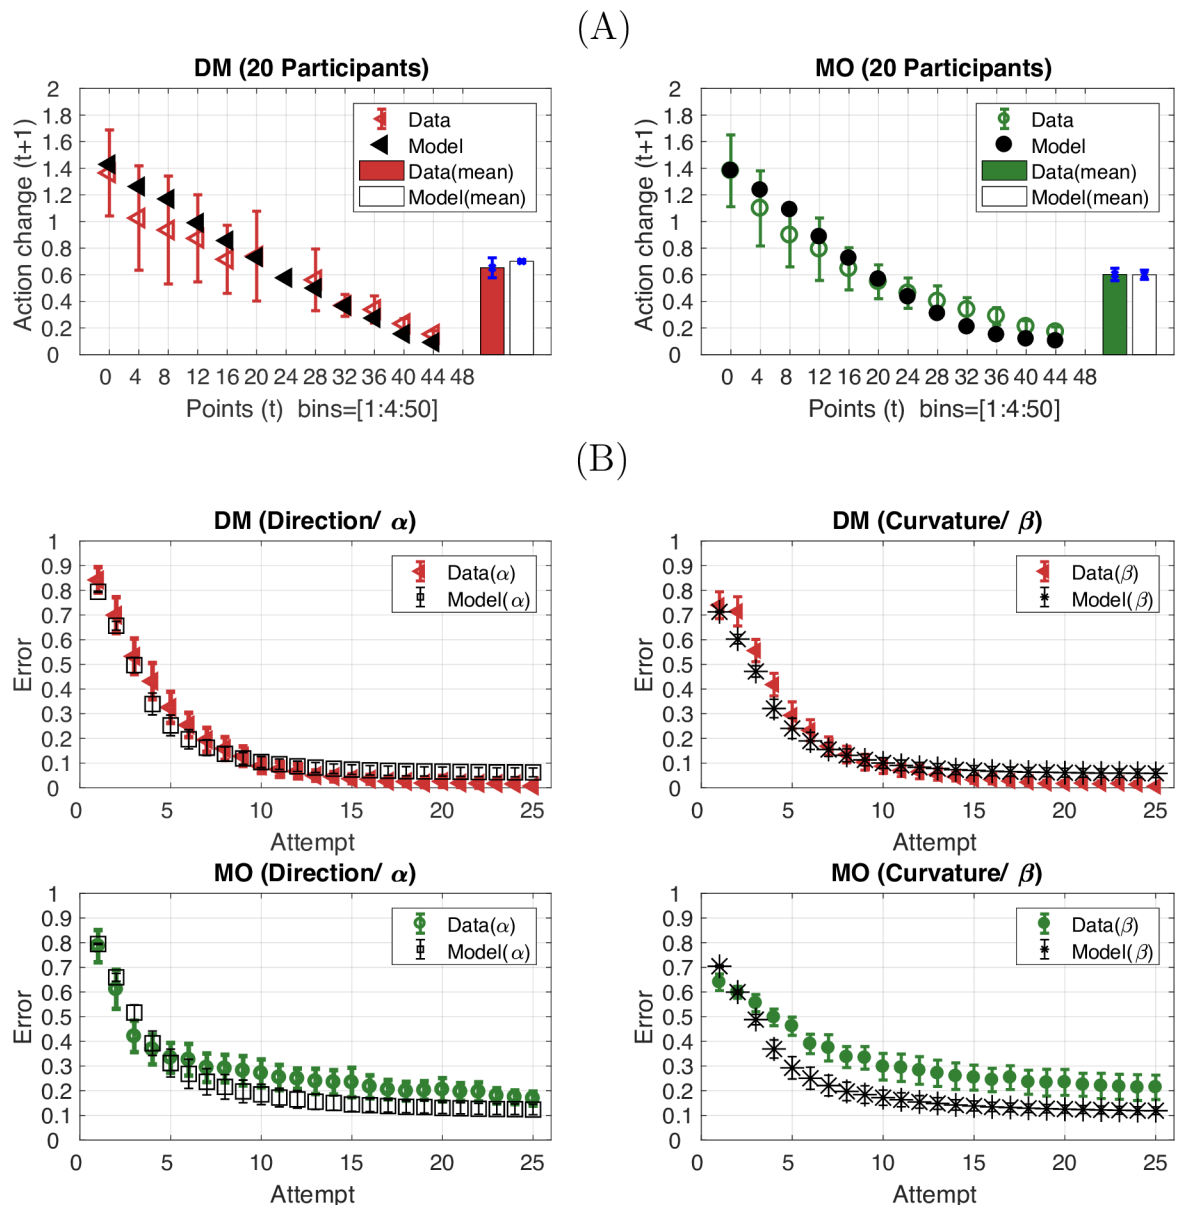 (A)
DM (20 Participants)
2
1.8
1.6
1.4
1.2
1
0.8
0.6
0.4
0.2
0
Action change (t+1)
Data
Model
Data(mean)
Model(mean)
0 4 8 12 16 20 24 28 32 36 40 44 48
Points (t) bins=[1:4:50]
MO (20 Participants)
2
1.8
1.6
1.4
1.2
1
0.8
0.6
0.4
0.2
0
Action change (t+1)
Data
Model
Data(mean)
Model(mean)
0 4 8 12 16 20 24 28 32 36 40 44 48
Points (t) bins=[1:4:50]
(B)
DM (Direction/ α)
1
0.9
0.8
0.7
0.6
0.5
0.4
0.3
0.2
0.1
0
Error
Data(α)
Model(α)
0 5 10 15 20 25
Attempt
DM (Curvature/ β)
1
0.9
0.8
0.7
0.6
0.5
0.4
0.3
0.2
0.1
0
Error
Data(β)
Model(β)
0 5 10 15 20 25
Attempt
MO (Direction/ α)
1
0.9
0.8
0.7
0.6
0.5
0.4
0.3
0.2
0.1
0
Error
Data(α)
Model(α)
0 5 10 15 20 25
Attempt
MO (Curvature/ β)
1
0.9
0.8
0.7
0.6
0.5
0.4
0.3
0.2
0.1
0
Error
Data(β)
Model(β)
0 5 10 15 20 25
Attempt